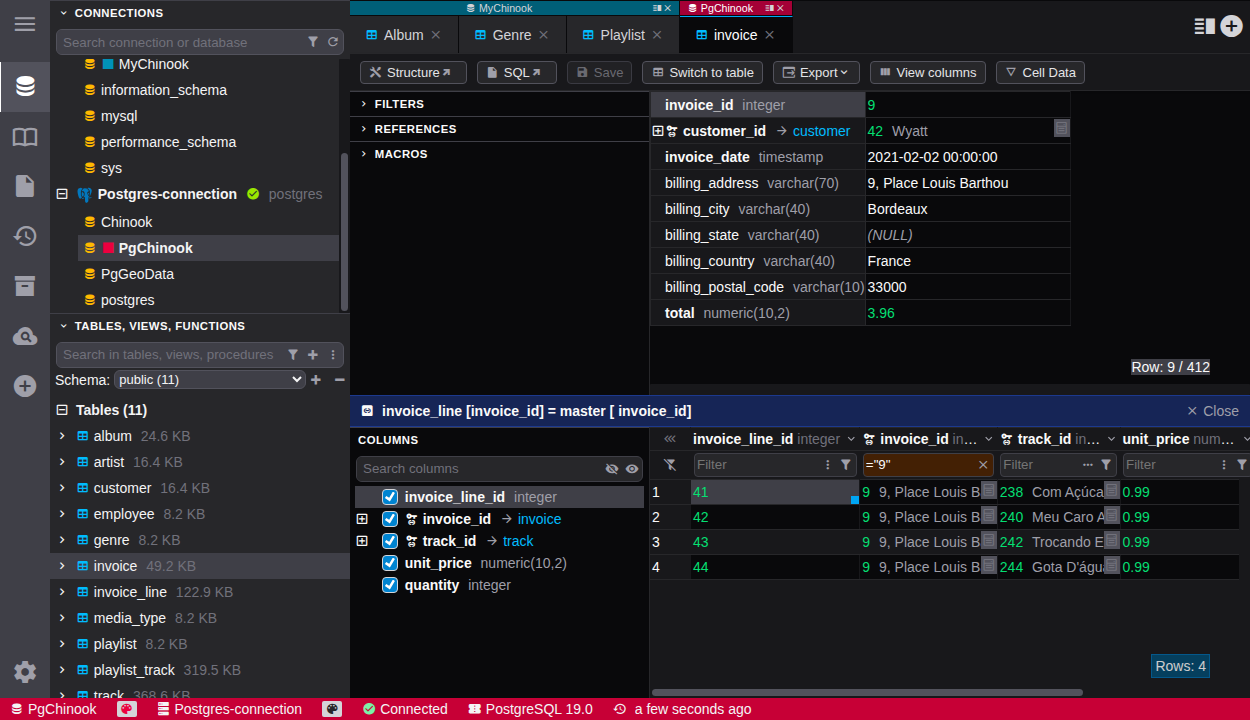 CONNECTIONS
Search connection or database
MyChinook
information_schema
mysql
performance_schema
sys
Postgres-connection postgres
Chinook
PgChinook
PgGeoData
postgres
TABLES, VIEWS, FUNCTIONS
Search in tables, views, procedures
Schema: public (11)
Tables (11)
album 24.6 KB
artist 16.4 KB
customer 16.4 KB
employee 8.2 KB
genre 8.2 KB
invoice 49.2 KB
invoice_line 122.9 KB
media_type 8.2 KB
playlist 8.2 KB
playlist_track 319.5 KB
track 368.6 KB
MyChinook PgChinook
Album Genre Playlist invoice
Structure SQL Save Switch to table Export View columns Cell Data
FILTERS
REFERENCES
MACROS
invoice_id integer 9
customer_id → customer 42 Wyatt
invoice_date timestamp 2021-02-02 00:00:00
billing_address varchar(70) 9, Place Louis Barthou
billing_city varchar(40) Bordeaux
billing_state varchar(40) (NULL)
billing_country varchar(40) France
billing_postal_code varchar(10) 33000
total numeric(10,2) 3.96
Row: 9 / 412
invoice_line [invoice_id] = master [ invoice_id] Close
COLUMNS
Search columns
invoice_line_id integer
invoice_id → invoice
track_id → track
unit_price numeric(10,2)
quantity integer
invoice_line_id integer invoice_id in... track_id in... unit_price num...
Filter ="9" Filter Filter
1 41 9 9, Place Louis B 238 Com Açúca 0.99
2 42 9 9, Place Louis B 240 Meu Caro A 0.99
3 43 9 9, Place Louis B 242 Trocando E 0.99
4 44 9 9, Place Louis B 244 Gota D'água 0.99
Rows: 4
PgChinook Postgres-connection Connected PostgreSQL 19.0 a few seconds ago